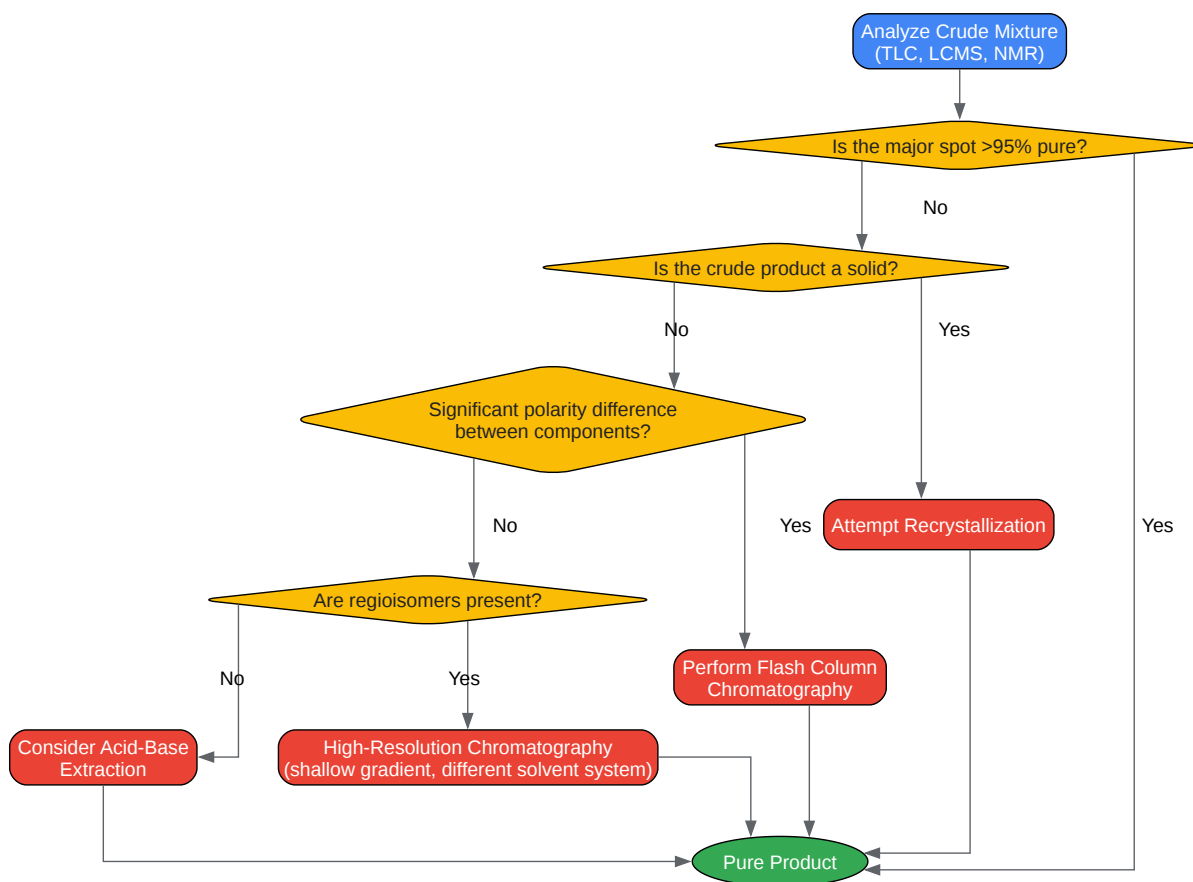 Analyze Crude Mixture
(TLC, LCMS, NMR)
Is the major spot >95% pure?
No
Is the crude product a solid?
No
Yes
Significant polarity difference
between components?
Attempt Recrystallization
No
Yes
Yes
Are regioisomers present?
No
Yes
Perform Flash Column
Chromatography
Consider Acid-Base
Extraction
High-Resolution Chromatography
(shallow gradient, different solvent system)
Pure Product